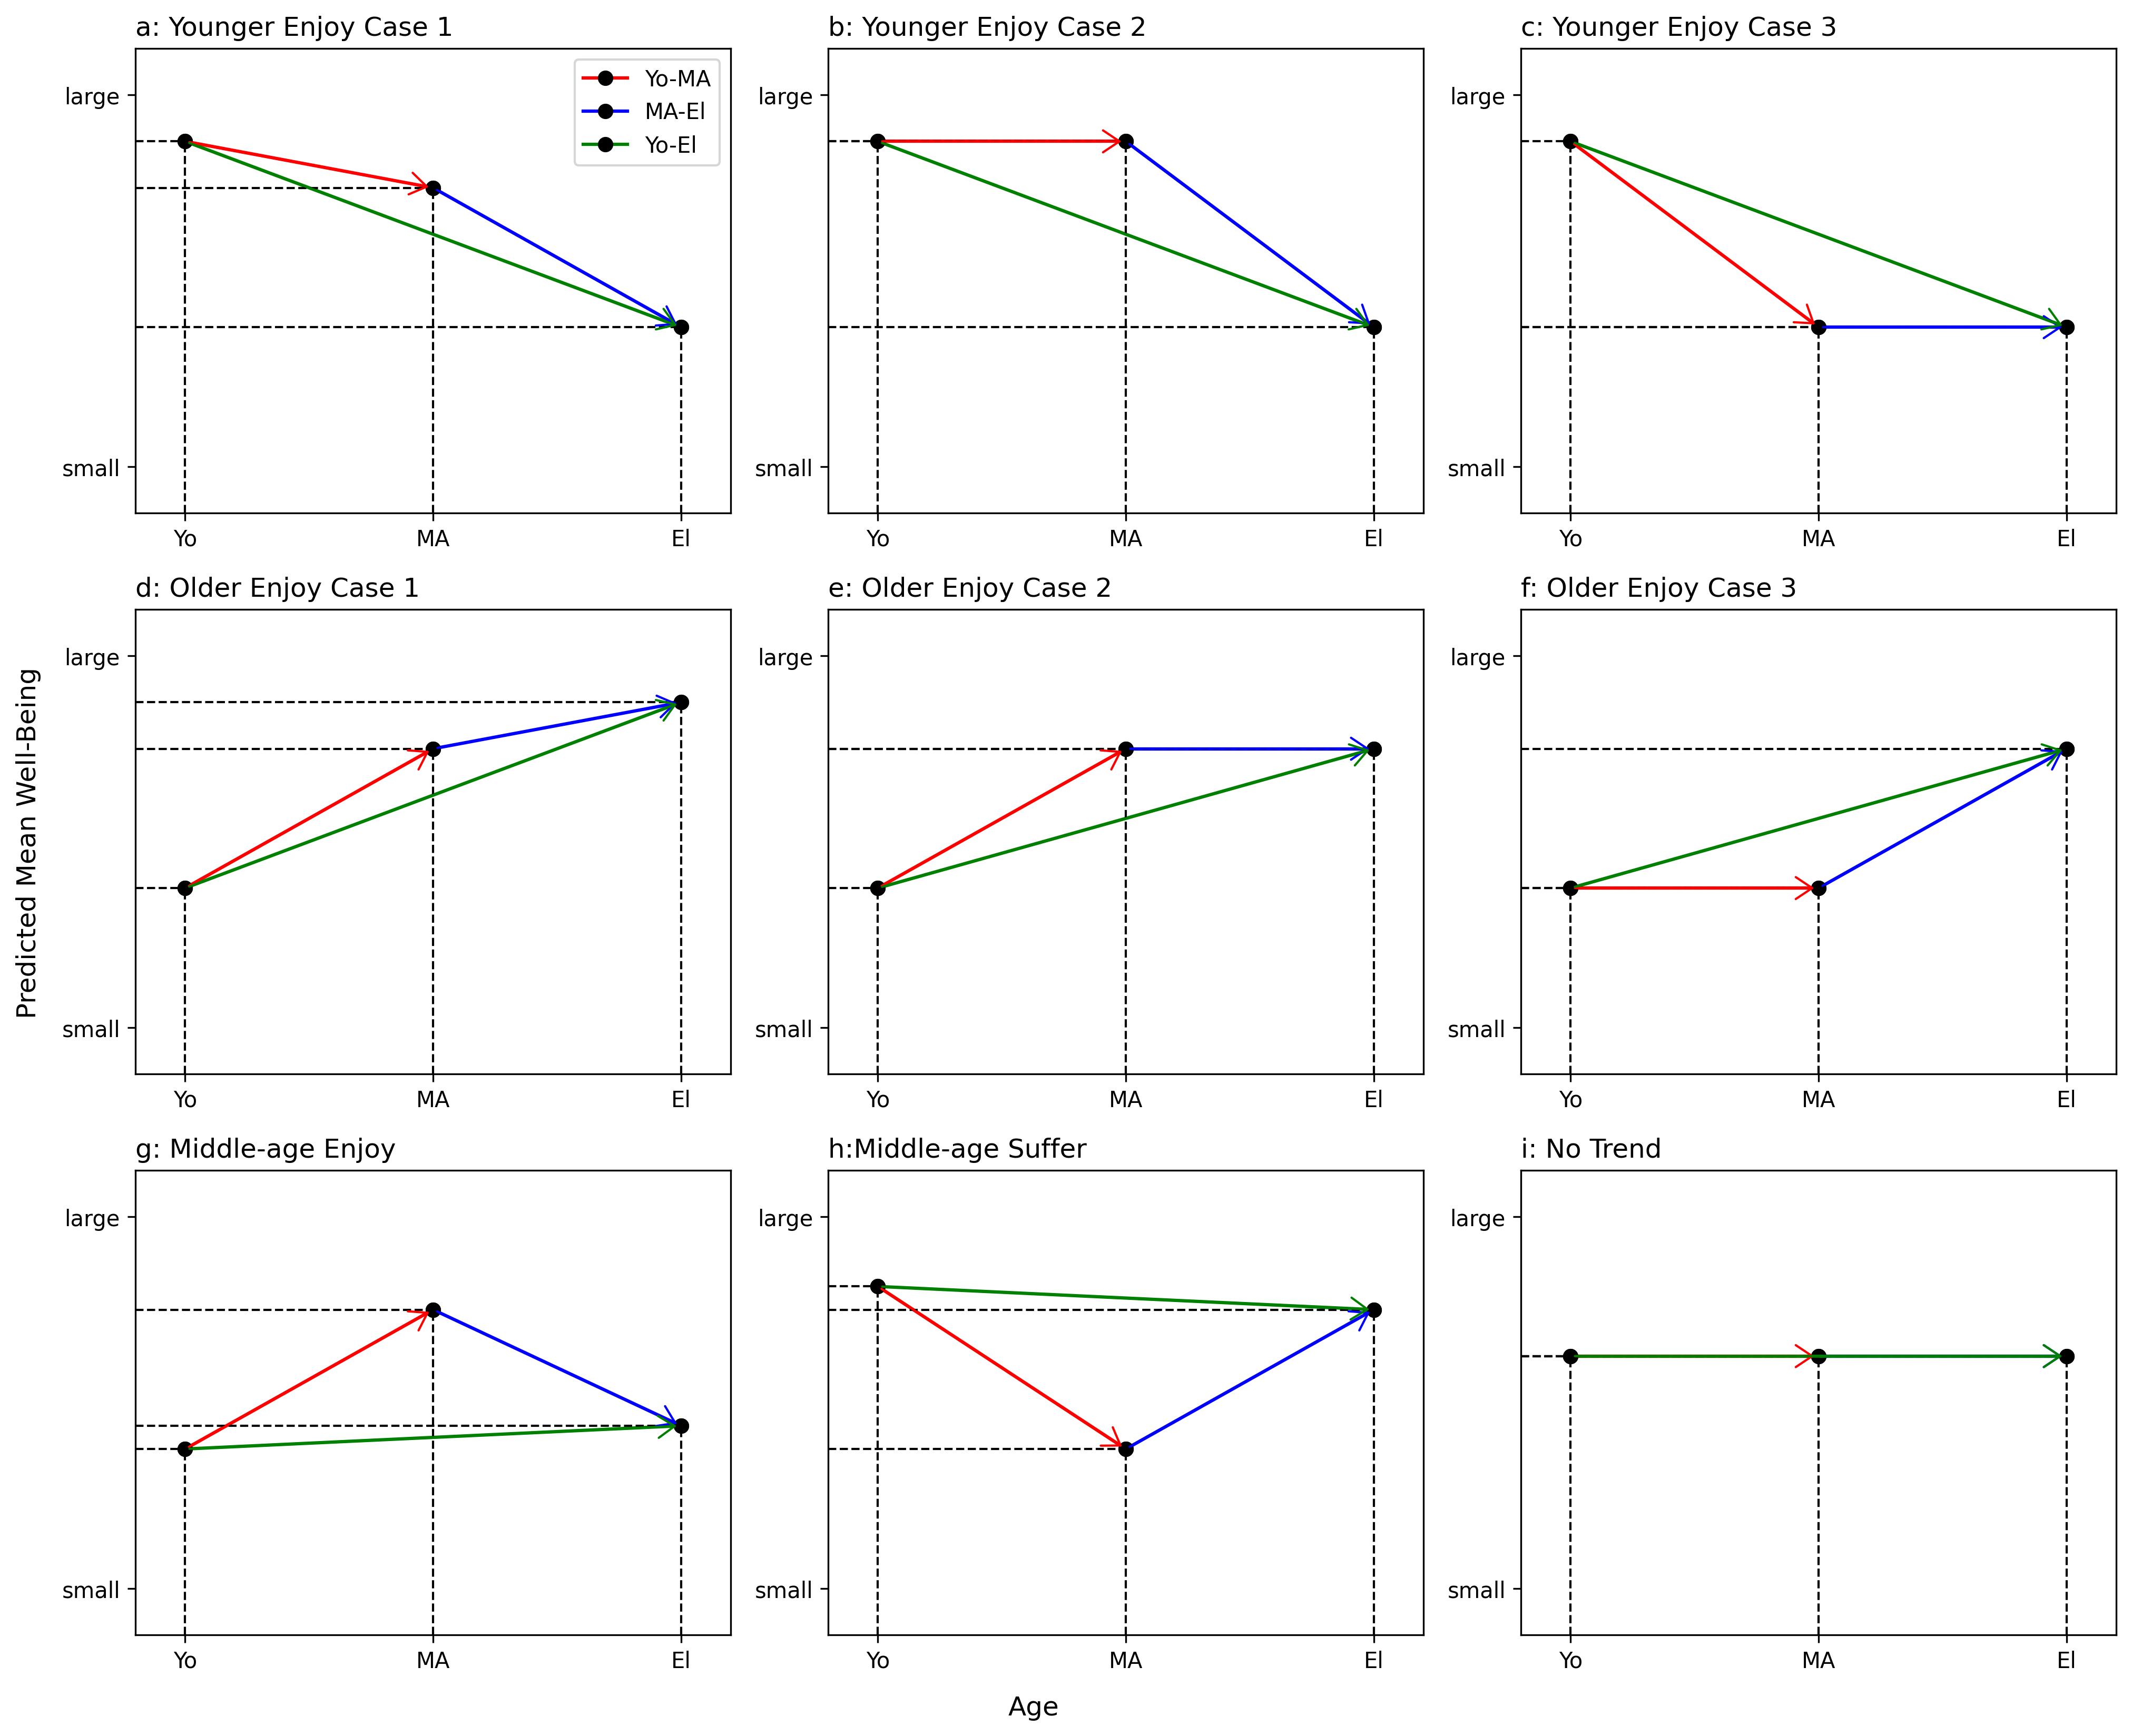 a: Younger Enjoy Case 1
large
small
Yo MA El
Yo-MA
MA-El
Yo-El
b: Younger Enjoy Case 2
large
small
Yo MA El
c: Younger Enjoy Case 3
large
small
Yo MA El
Predicted Mean Well-Being
d: Older Enjoy Case 1
large
small
Yo MA El
e: Older Enjoy Case 2
large
small
Yo MA El
f: Older Enjoy Case 3
large
small
Yo MA El
g: Middle-age Enjoy
large
small
Yo MA El
h:Middle-age Suffer
large
small
Yo MA El
i: No Trend
large
small
Yo MA El
Age